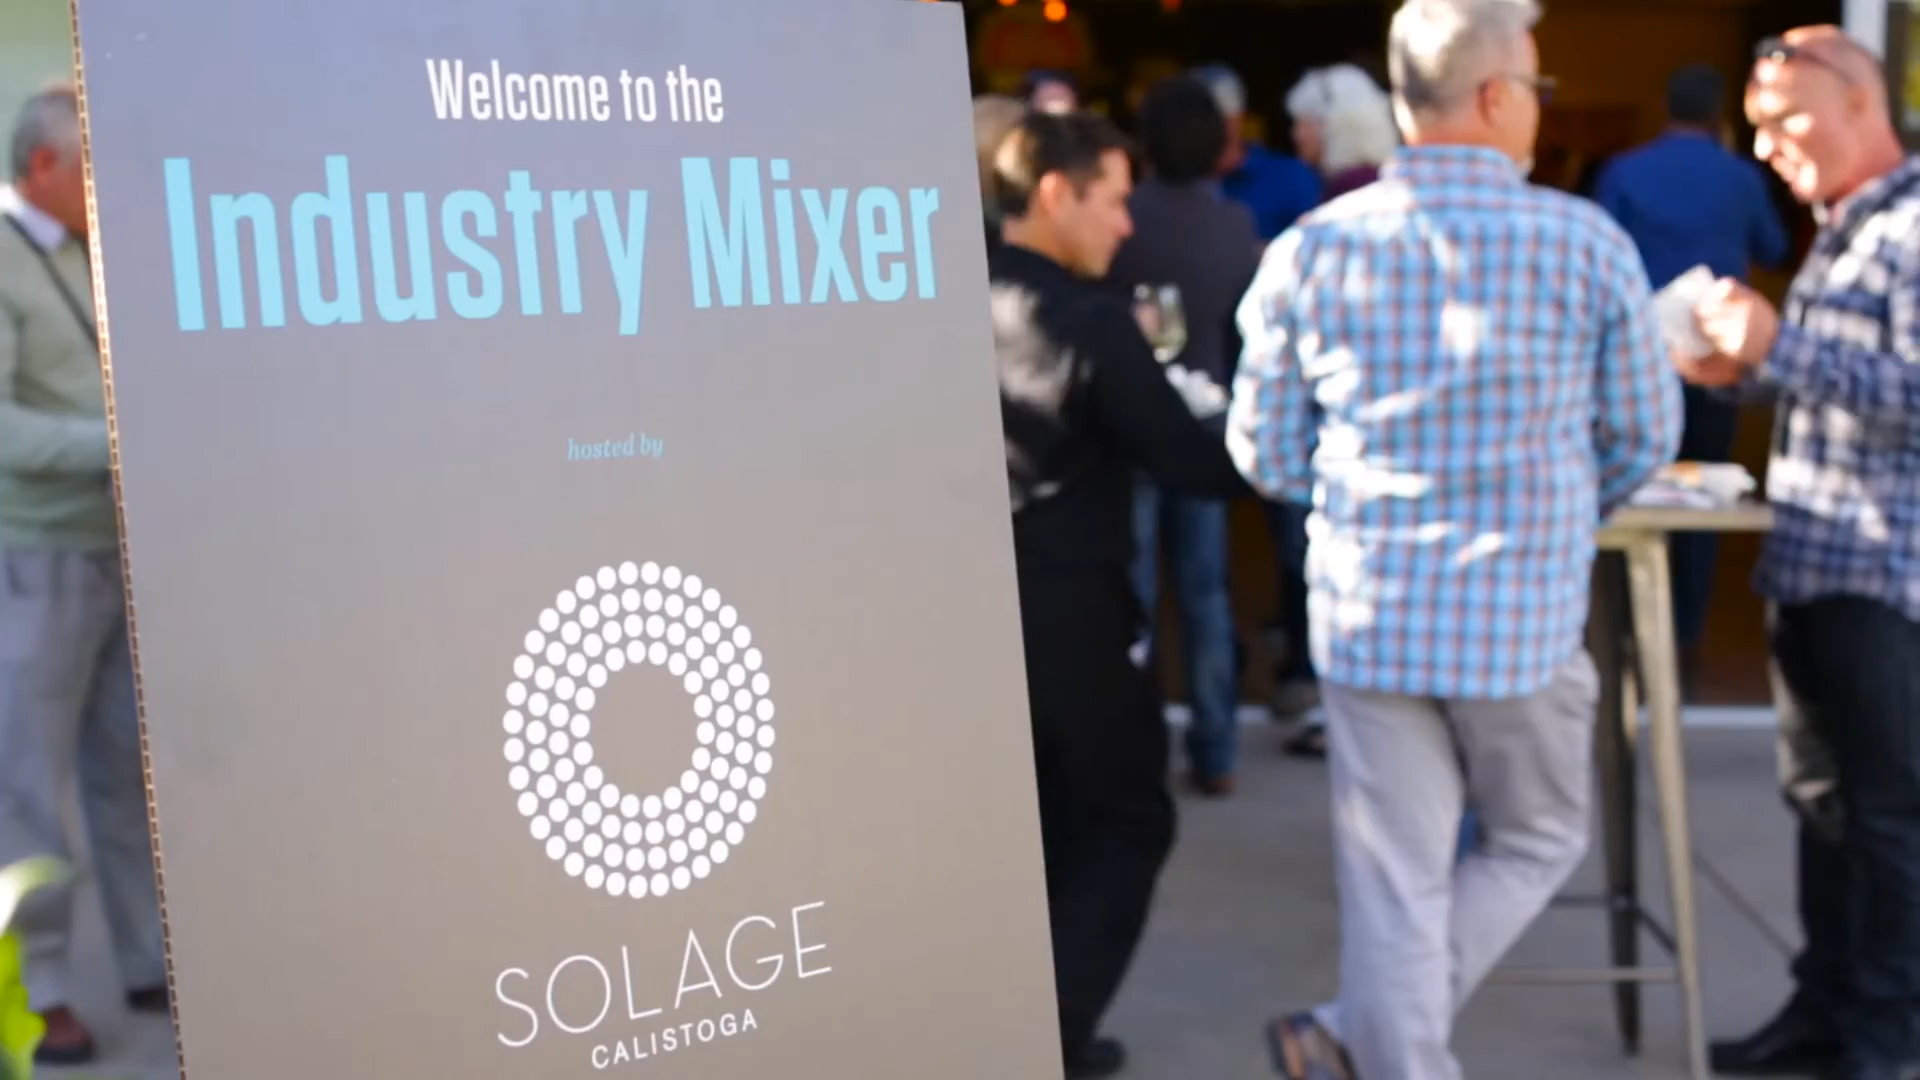 Welcome to the
Industry Mixer
hosted by
SOLAGE
CALISTOGA